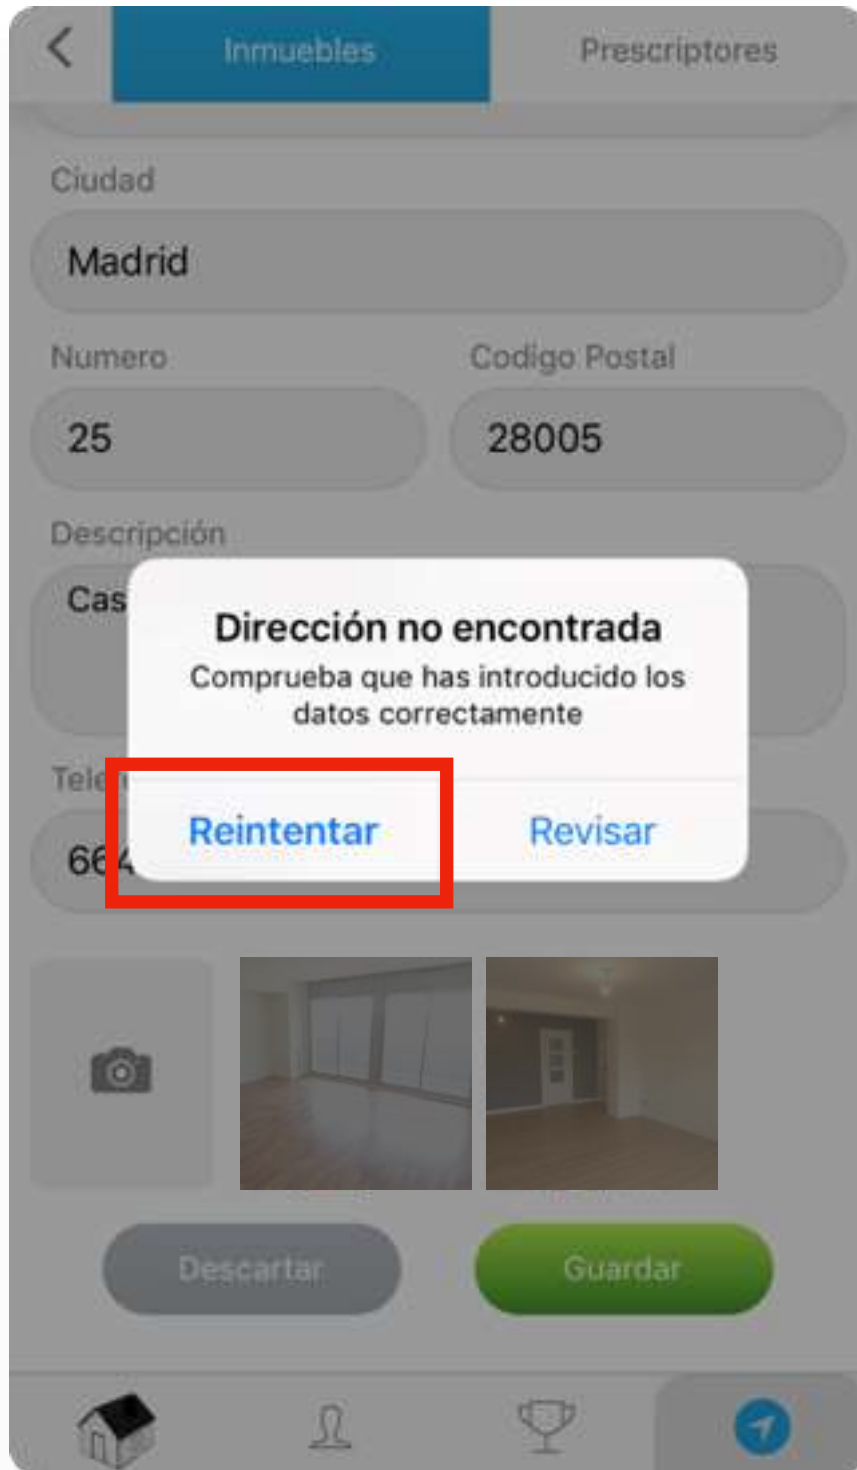 Inmuebles
Prescriptores
Ciudad
Madrid
Numero
Codigo Postal
25
28005
Descripción
Cas
Dirección no encontrada
Comprueba que has introducido los
datos correctamente
Reintentar
Revisar
Descartar
Guardar